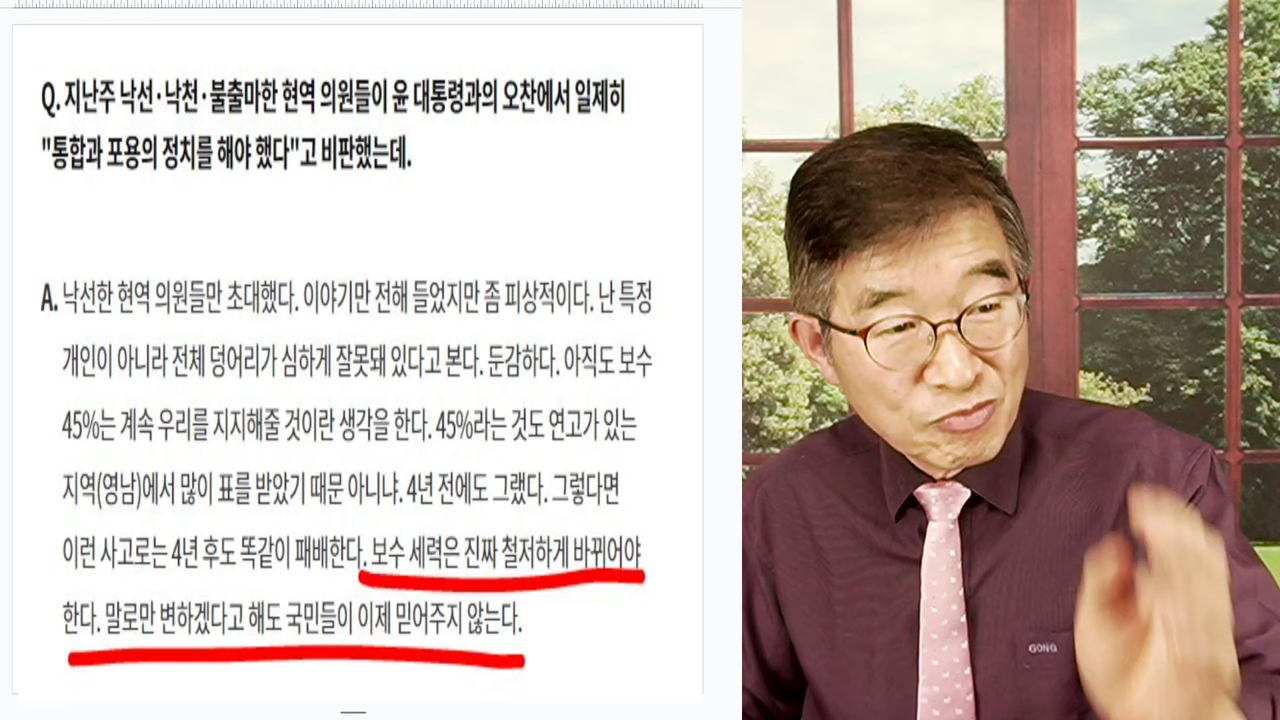 Q. 지난주 낙선·낙천·불출마한 현역 의원들이 윤 대통령과의 오찬에서 일제히
"통합과 포용의 정치를 해야 했다"고 비판했는데.
A. 낙선한 현역 의원들만 초대했다. 이야기만 전해 들었지만 좀 피상적이다. 난 특정
개인이 아니라 전체 덩어리가 심하게 잘못돼 있다고 본다. 둔감하다. 아직도 보수
45%는 계속 우리를 지지해줄 것이란 생각을 한다. 45%라는 것도 연고가 있는
지역(영남)에서 많이 표를 받았기 때문 아니냐. 4년 전에도 그랬다. 그렇다면
이런 사고로는 4년 후도 똑같이 패배한다. 보수 세력은 진짜 철저하게 바뀌어야
한다. 말로만 변하겠다고 해도 국민들이 이제 믿어주지 않는다.
GONG